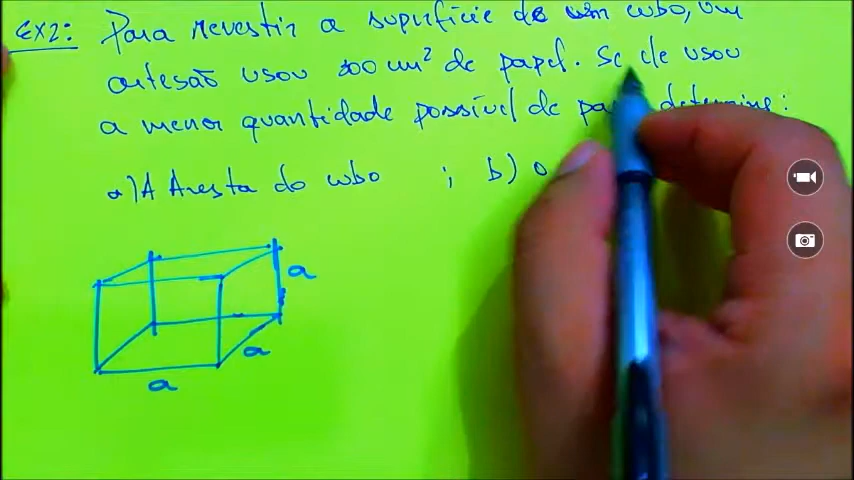 Ex2: Para revestir a superfície de um cubo, um
artesão usou 300 cm² de papel. Se ele usou
a menor quantidade possível de determine:
a) A Aresta do cubo ; b) o
a
a
a